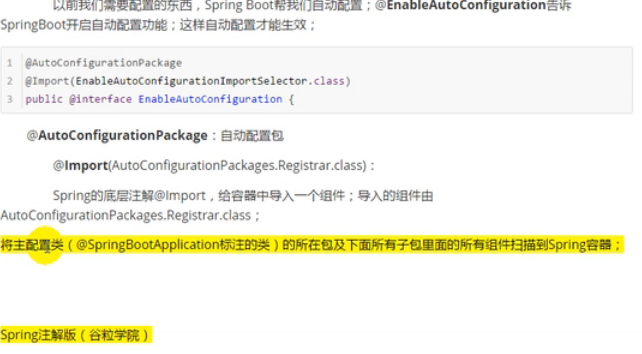 以前我们需要配置的东西，Spring Boot帮我们自动配置；@EnableAutoConfiguration告诉
SpringBoot开启自动配置功能；这样自动配置才能生效；
1 @AutoConfigurationPackage
2 @Import(EnableAutoConfigurationImportSelector.class)
3 public @interface EnableAutoConfiguration {
@AutoConfigurationPackage：自动配置包
@Import(AutoConfigurationPackages.Registrar.class)：
Spring的底层注解@Import，给容器中导入一个组件；导入的组件由
AutoConfigurationPackages.Registrar.class；
将主配置类（@SpringBootApplication标注的类）的所在包及下面所有子包里面的所有组件扫描到Spring容器；
Spring注解版（谷粒学院）